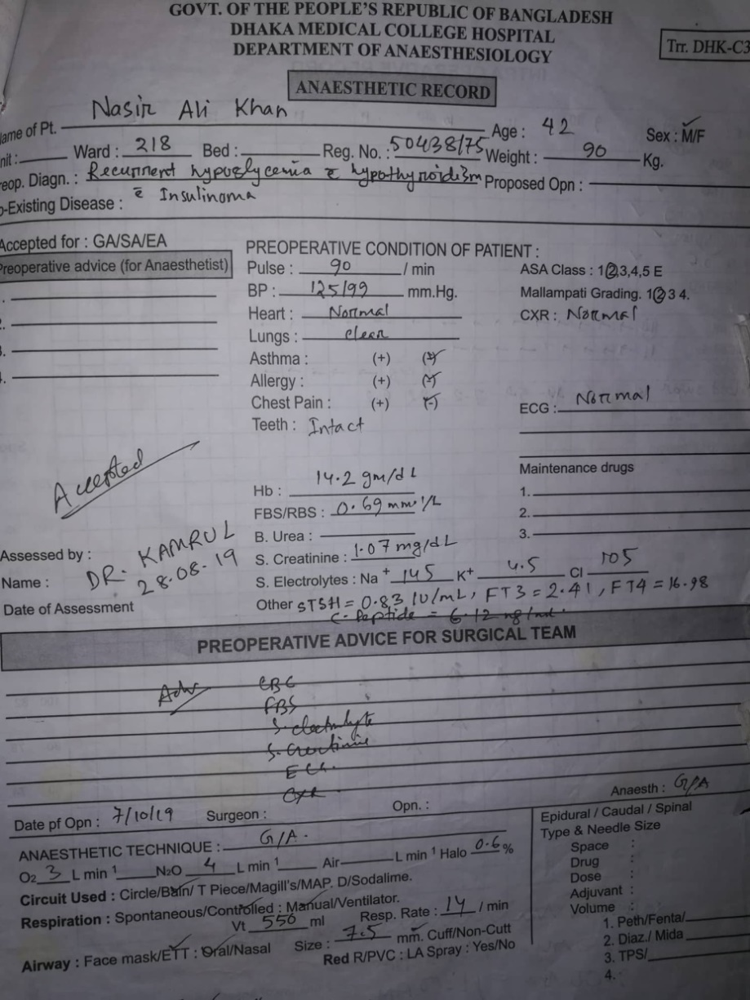 GOVT. OF THE PEOPLE'S REPUBLIC OF BANGLADESH
DHAKA MEDICAL COLLEGE HOSPITAL
DEPARTMENT OF ANAESTHESIOLOGY
Trr. DHK-C3
ANAESTHETIC RECORD
Name of Pt. Nasir Ali Khan Age : 42 Sex : M/F
nit : Ward : 218 Bed : Reg. No. : 50438/75 Weight : 90 Kg.
reop. Diagn. : Recurrent hypoglycemia c̄ hypothyroidism Proposed Opn :
o-Existing Disease : c̄ Insulinoma
Accepted for : GA/SA/EA PREOPERATIVE CONDITION OF PATIENT :
Preoperative advice (for Anaesthetist) Pulse : 90 / min ASA Class : 1,2,3,4,5 E
BP : 125/99 mm.Hg. Mallampati Grading. 1 2 3 4.
Heart : Normal CXR : Normal
Lungs : clear
Asthma : (+) (-)
Allergy : (+) (-)
Chest Pain : (+) (-) ECG : Normal
Teeth : Intact
Accepted
Maintenance drugs
Hb : 14.2 gm/dL 1.
FBS/RBS : 0.69 mmol/L 2.
B. Urea : 3.
Assessed by : S. Creatinine : 1.07 mg/dL
Name : DR. KAMRUL S. Electrolytes : Na+ 145 K+ 4.5 Cl 105
28.08.19
Date of Assessment Other STSH = 0.83 IU/mL, FT3 = 2.41, FT4 = 16.98
C-Peptide = 6.12 ng/mL
PREOPERATIVE ADVICE FOR SURGICAL TEAM
Adv CBC
FBS
S. electrolyte
S. creatinine
ECG
CXR
Date pf Opn : 7/10/19 Surgeon : Opn. : Anaesth : G/A
ANAESTHETIC TECHNIQUE : G/A. Epidural / Caudal / Spinal
Type & Needle Size
O2 3 L min 1 N2O 4 L min 1 Air L min 1 Halo 0.6 % Space :
Drug :
Circuit Used : Circle/Bain/ T Piece/Magill's/MAP. D/Sodalime. Dose :
Respiration : Spontaneous/Controlled : Manual/Ventilator. Adjuvant :
Vt 550 ml Resp. Rate : 14 / min Volume :
Airway : Face mask/ETT : Oral/Nasal Size : 7.5 mm. Cuff/Non-Cutt 1. Peth/Fenta/
Red R/PVC : LA Spray : Yes/No 2. Diaz./ Mida
3. TPS/
4.